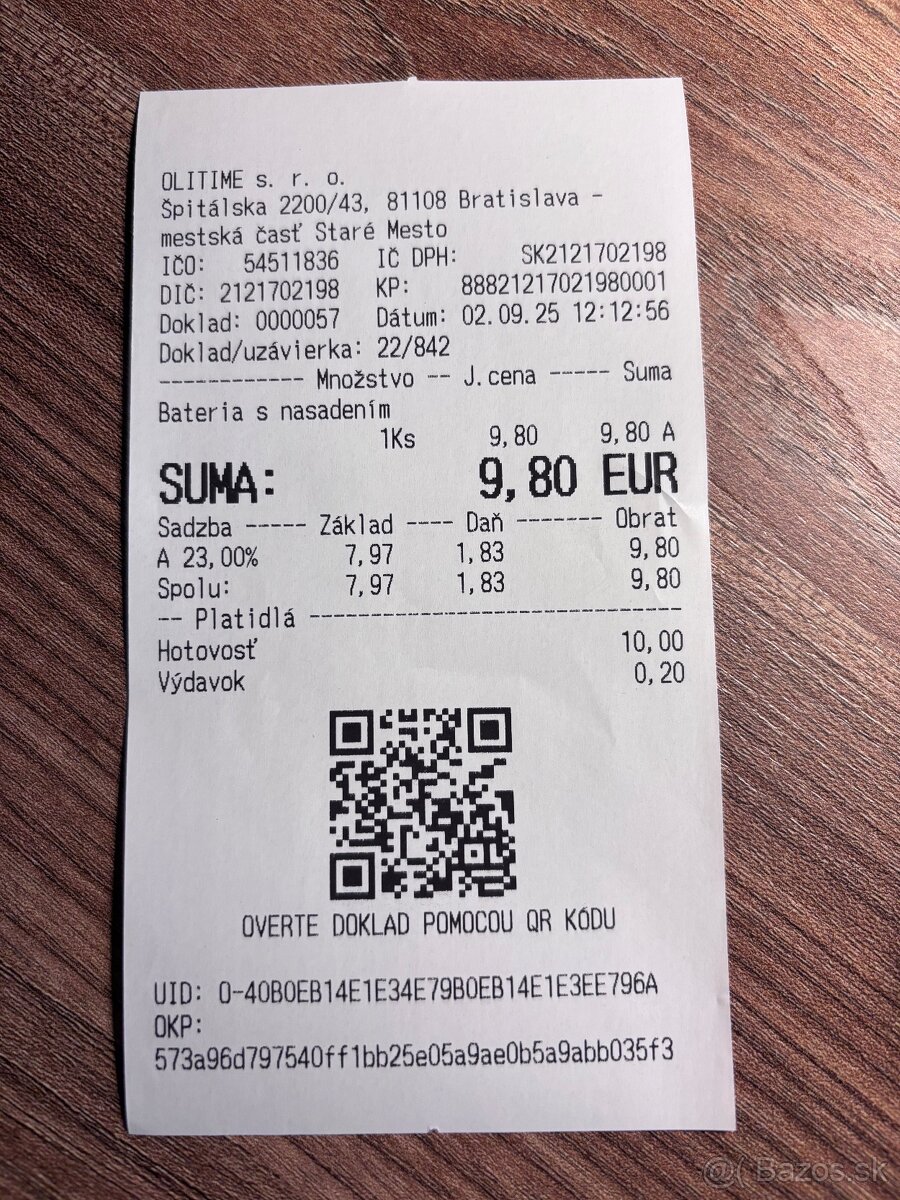 OLITIME s. r. o.
Špitálska 2200/43, 81108 Bratislava -
mestská časť Staré Mesto
IČO: 54511836 IČ DPH: SK2121702198
DIČ: 2121702198 KP: 88821217021980001
Doklad: 0000057 Dátum: 02.09.25 12:12:56
Doklad/uzávierka: 22/842
------------ Množstvo -- J.cena ----- Suma
Bateria s nasadením
1Ks 9,80 9,80 A
SUMA: 9,80 EUR
Sadzba ----- Základ ---- Daň ------- Obrat
A 23,00% 7,97 1,83 9,80
Spolu: 7,97 1,83 9,80
-- Platidlá -------------------------------
Hotovosť 10,00
Výdavok 0,20
OVERTE DOKLAD POMOCOU QR KÓDU
UID: O-40B0EB14E1E34E79B0EB14E1E3EE796A
OKP:
573a96d797540ff1bb25e05a9ae0b5a9abb035f3
@( Bazos.sk